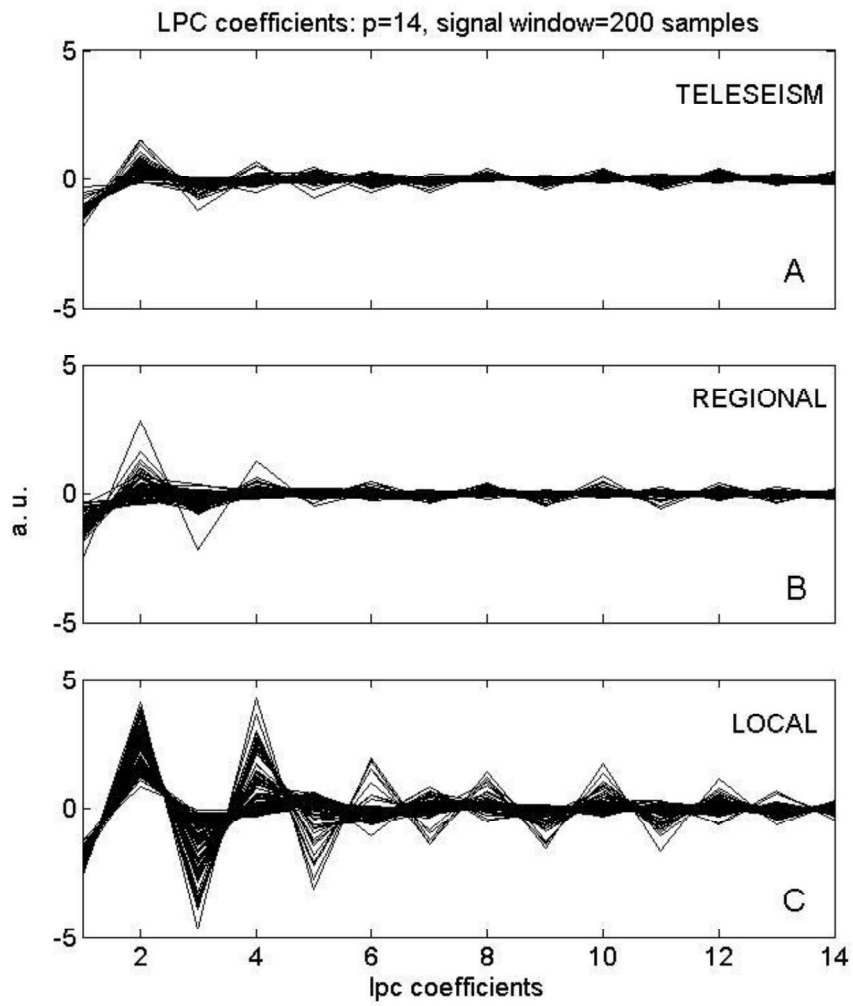 LPC coefficients: p=14, signal window=200 samples
5
TELESEISM
0
A
-5
5
REGIONAL
0
a. u.
B
-5
5
LOCAL
0
C
-5
2 4 6 8 10 12 14
lpc coefficients